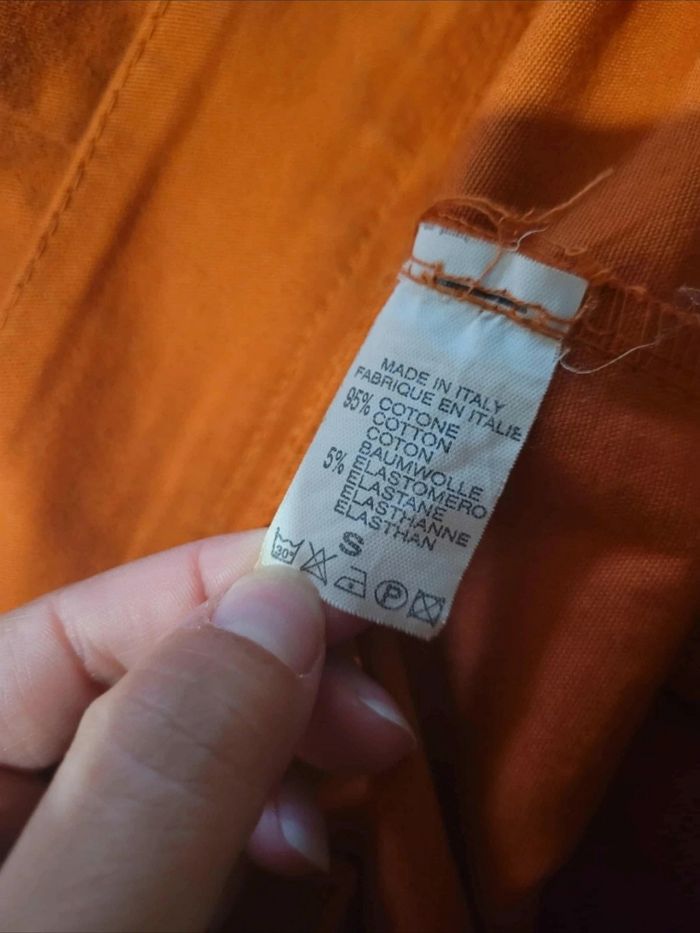 MADE IN ITALY
FABRIQUE EN ITALIE
95% COTONE
COTTON
COTON
BAUMWOLLE
5% ELASTOMERO
ELASTANE
ELASTHANNE
ELASTHAN
S
30°
P